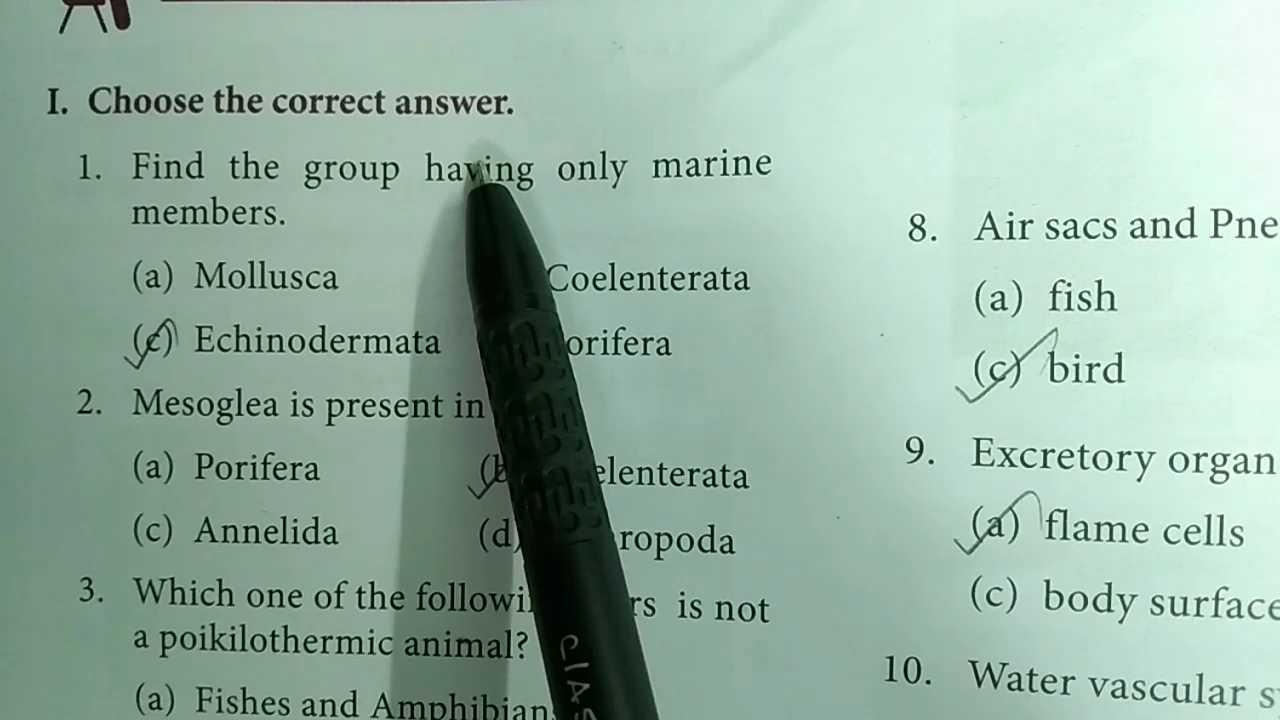 I. Choose the correct answer.
1. Find the group having only marine
members.
(a) Mollusca
Coelenterata
(c) Echinodermata
orifera
2. Mesoglea is present in
(a) Porifera
(b
elenterata
(c) Annelida
(d)
ropoda
3. Which one of the followi
rs is not
a poikilothermic animal?
(a) Fishes and Amphibian
8. Air sacs and Pne
(a) fish
(c) bird
9. Excretory organ
(a) flame cells
(c) body surface
10. Water vascular s